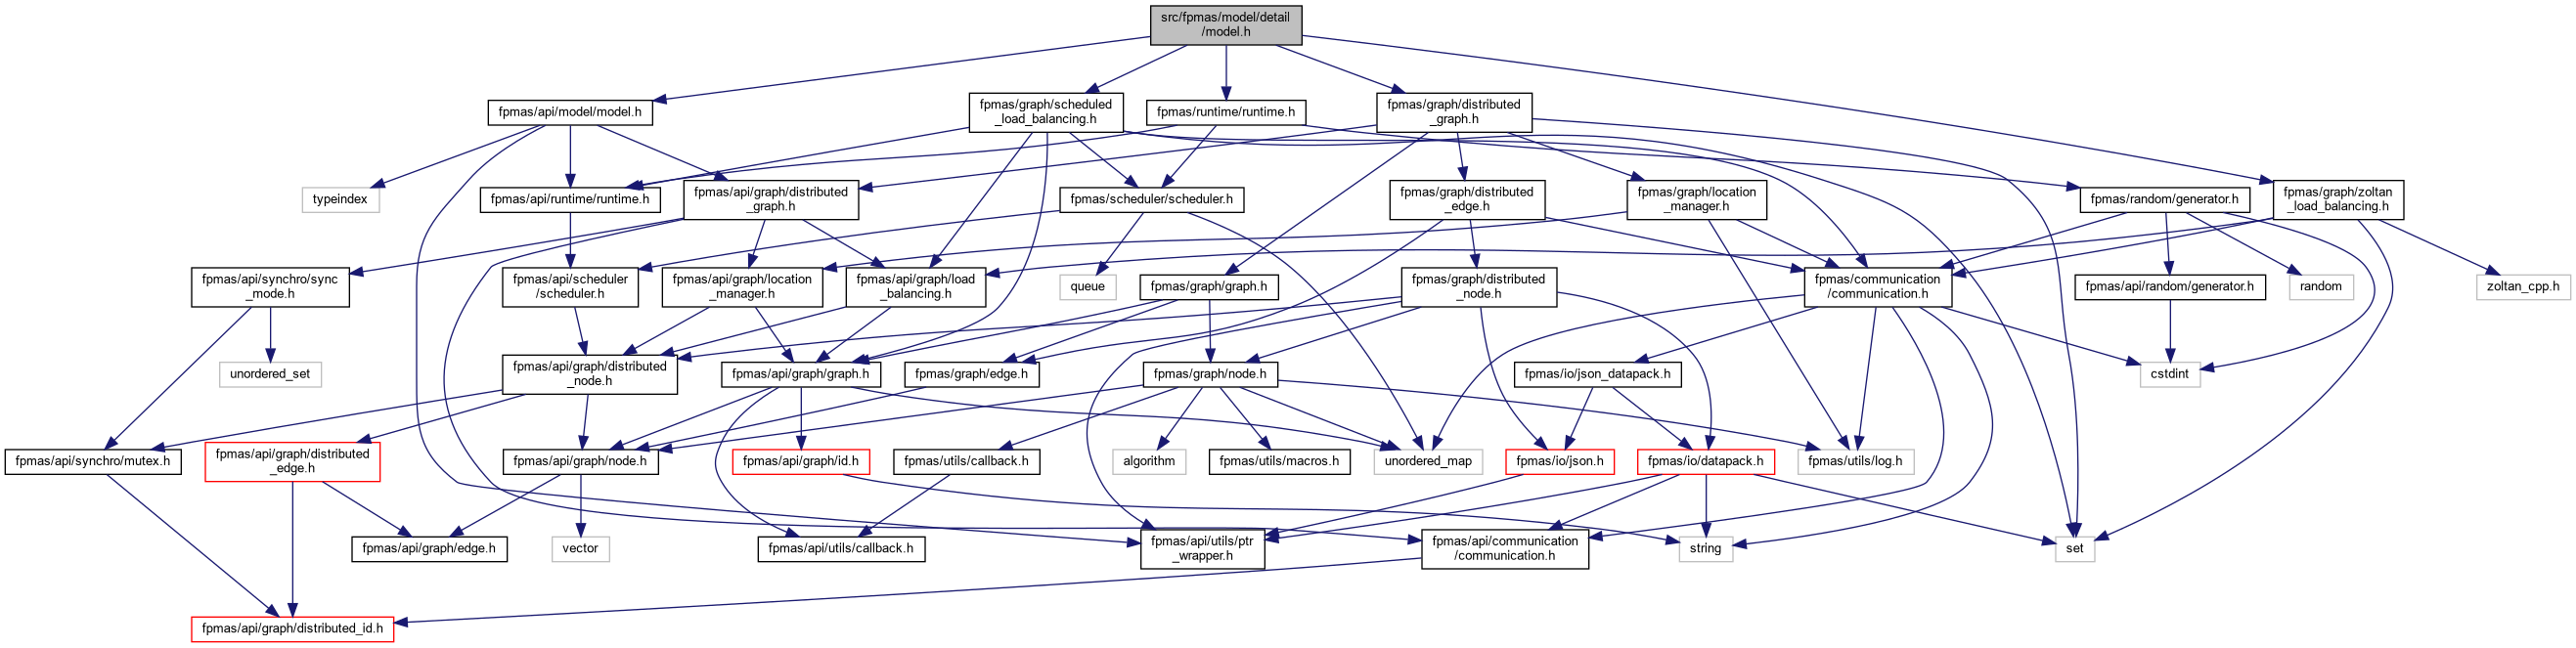 src/fpmas/model/detail
/model.h
fpmas/api/model/model.h
fpmas/graph/scheduled
_load_balancing.h
fpmas/runtime/runtime.h
fpmas/graph/distributed
_graph.h
typeindex
fpmas/api/runtime/runtime.h
fpmas/api/graph/distributed
_graph.h
fpmas/scheduler/scheduler.h
fpmas/graph/distributed
_edge.h
fpmas/graph/location
_manager.h
fpmas/random/generator.h
fpmas/graph/zoltan
_load_balancing.h
fpmas/api/synchro/sync
_mode.h
fpmas/api/scheduler
/scheduler.h
fpmas/api/graph/location
_manager.h
fpmas/api/graph/load
_balancing.h
queue
fpmas/graph/graph.h
fpmas/graph/distributed
_node.h
fpmas/communication
/communication.h
fpmas/api/random/generator.h
random
zoltan_cpp.h
unordered_set
fpmas/api/graph/distributed
_node.h
fpmas/api/graph/graph.h
fpmas/graph/edge.h
fpmas/graph/node.h
fpmas/io/json_datapack.h
cstdint
fpmas/api/synchro/mutex.h
fpmas/api/graph/distributed
_edge.h
fpmas/api/graph/node.h
fpmas/api/graph/id.h
fpmas/utils/callback.h
algorithm
fpmas/utils/macros.h
unordered_map
fpmas/io/json.h
fpmas/io/datapack.h
fpmas/utils/log.h
fpmas/api/graph/edge.h
vector
fpmas/api/utils/callback.h
fpmas/api/utils/ptr
_wrapper.h
fpmas/api/communication
/communication.h
string
set
fpmas/api/graph/distributed_id.h